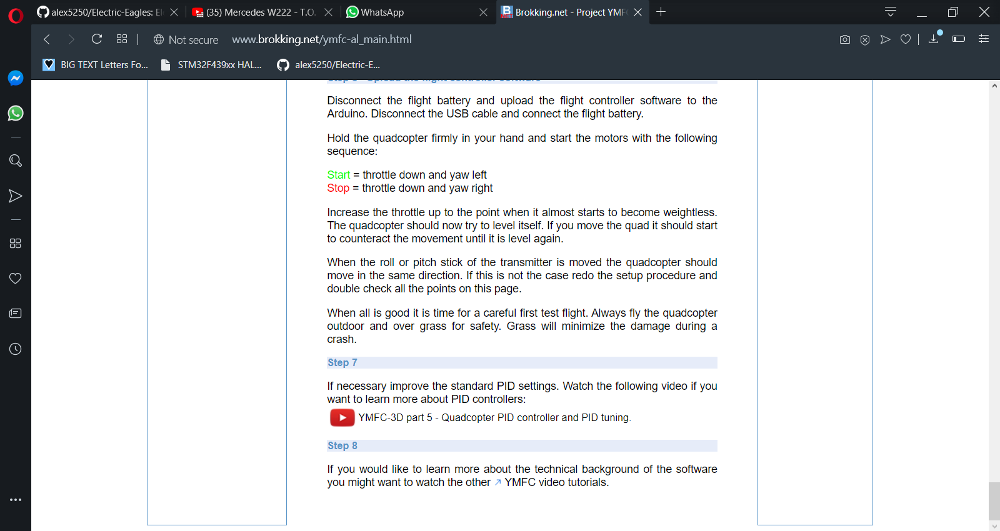 alex5250/Electric-Eagles: El
(35) Mercedes W222 - T.O.
WhatsApp
Brokking.net - Project YMF
Not secure
www.brokking.net/ymfc-al_main.html
BIG TEXT Letters Fo...
STM32F439xx HAL...
alex5250/Electric-E...
Disconnect the flight battery and upload the flight controller software to the
Arduino. Disconnect the USB cable and connect the flight battery.
Hold the quadcopter firmly in your hand and start the motors with the following
sequence:
Start = throttle down and yaw left
Stop = throttle down and yaw right
Increase the throttle up to the point when it almost starts to become weightless.
The quadcopter should now try to level itself. If you move the quad it should start
to counteract the movement until it is level again.
When the roll or pitch stick of the transmitter is moved the quadcopter should
move in the same direction. If this is not the case redo the setup procedure and
double check all the points on this page.
When all is good it is time for a careful first test flight. Always fly the quadcopter
outdoor and over grass for safety. Grass will minimize the damage during a
crash.
Step 7
If necessary improve the standard PID settings. Watch the following video if you
want to learn more about PID controllers:
YMFC-3D part 5 - Quadcopter PID controller and PID tuning.
Step 8
If you would like to learn more about the technical background of the software
you might want to watch the other YMFC video tutorials.